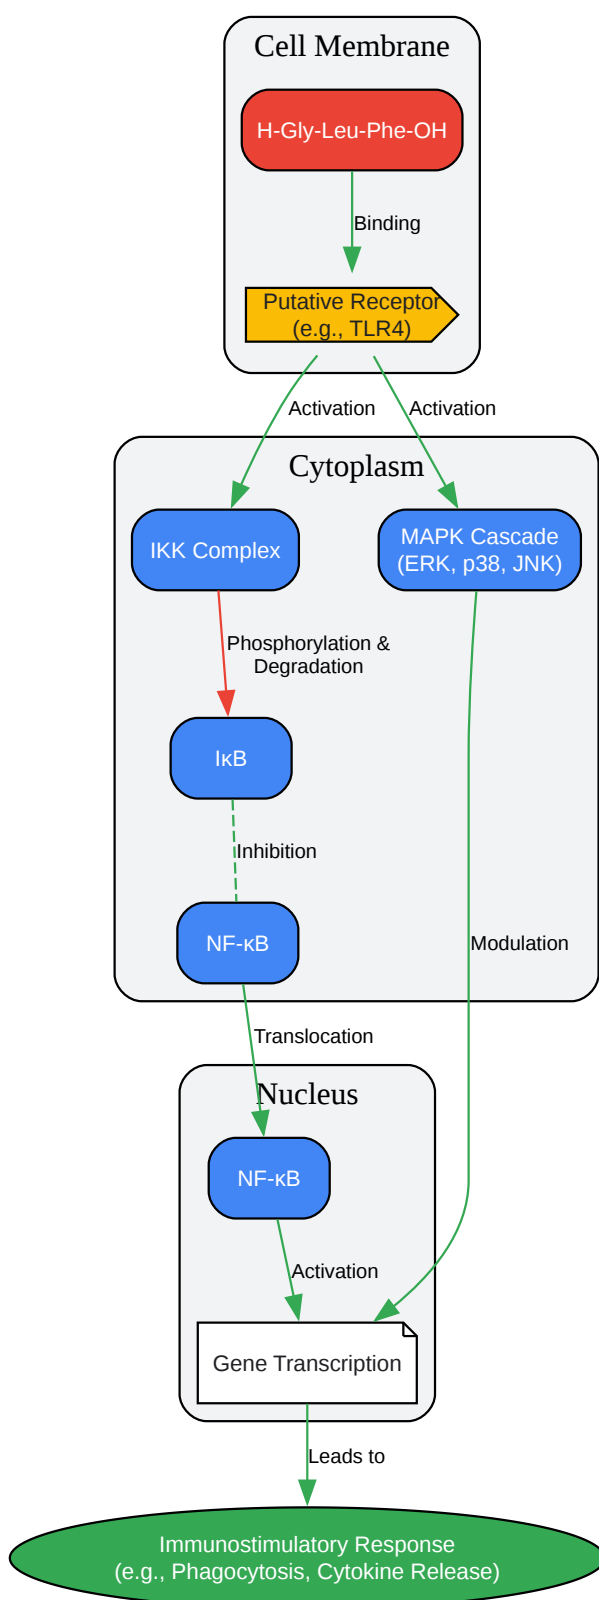 Cell Membrane
H-Gly-Leu-Phe-OH
Binding
Putative Receptor
(e.g., TLR4)
Activation
Activation
Cytoplasm
IKK Complex
MAPK Cascade
(ERK, p38, JNK)
Phosphorylation &
Degradation
IκB
Inhibition
NF-κB
Modulation
Translocation
Nucleus
NF-κB
Activation
Gene Transcription
Leads to
Immunostimulatory Response
(e.g., Phagocytosis, Cytokine Release)